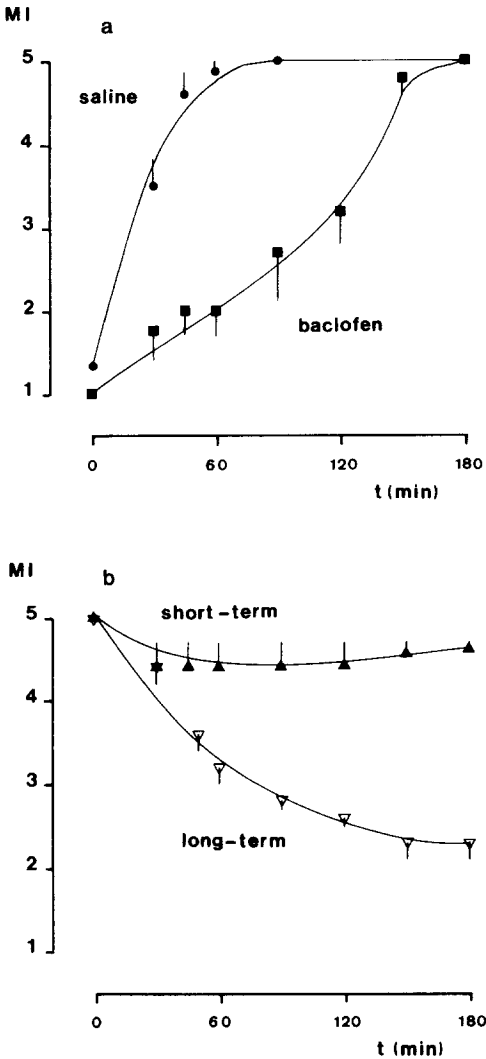 MI
a
5
saline
4
3
2
baclofen
1
0 60 120 180
t (min)
MI
b
5
short-term
4
3
long-term
2
1
0 60 120 180
t (min)